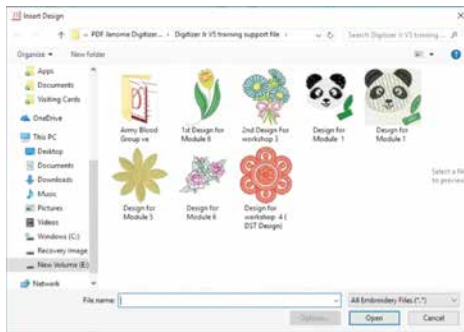 Insert Design
« PDF Janome Digitizer... › Digitizer Jr V5 training support file ›
Search Digitizer Jr V5 training ...
Organize
New folder
Apps
Documents
Visiting Cards
OneDrive
This PC
Desktop
Documents
Downloads
Music
Pictures
Videos
Windows (C:)
Recovery Image
New Volume (E:)
Network
Army Blood
Group ve
1st Design for
Module 6
2nd Design for
workshop 3
Design for
Module 1
Design for
Module 1
Design for
Module 5
Design for
Module 6
Design for
workshop 4 (
DST Design)
Select a file
to preview
File name:
All Embroidery Files (*.*)
Options...
Open
Cancel